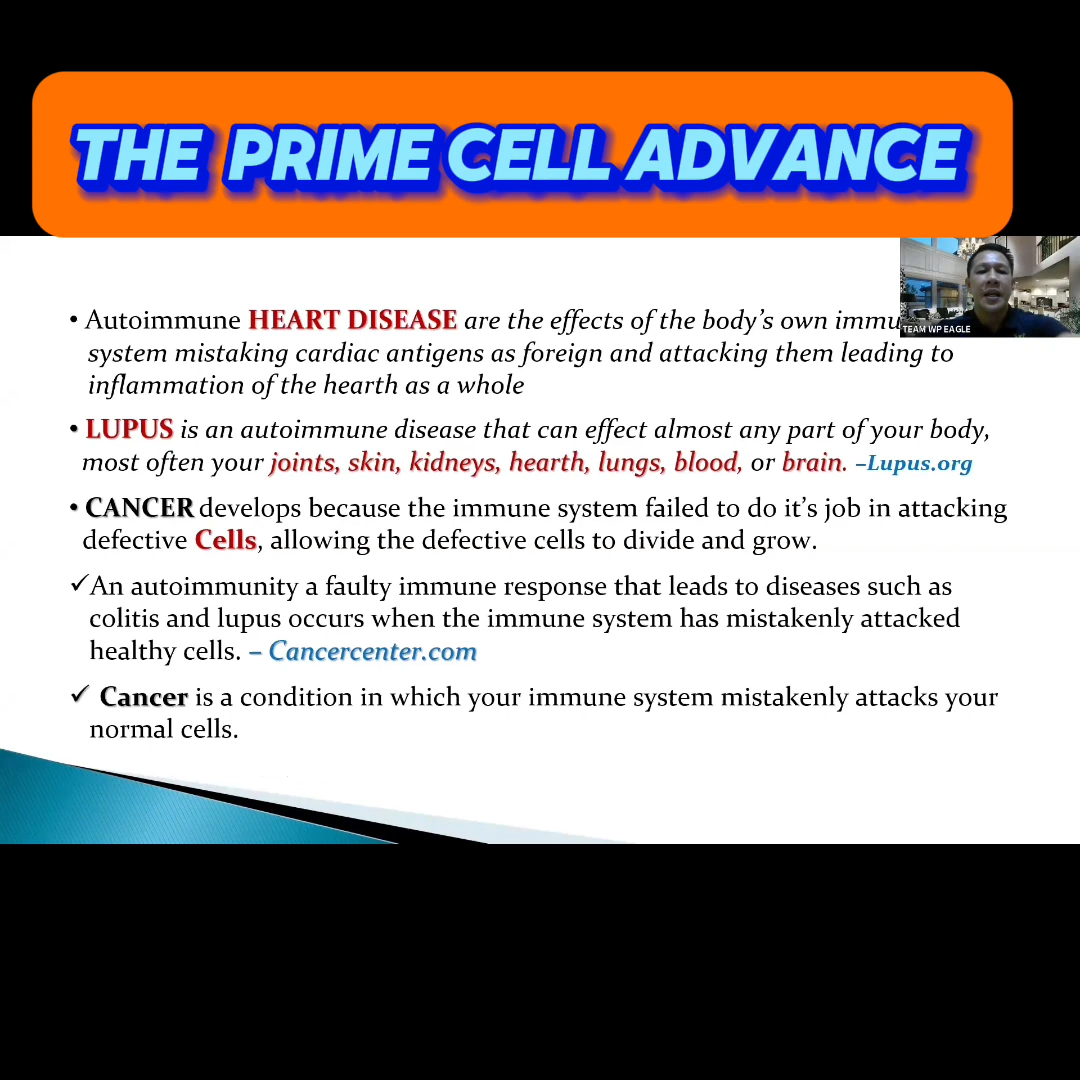 THE PRIME CELL ADVANCE
• Autoimmune HEART DISEASE are the effects of the body's own immu
TEAM WP EAGLE
system mistaking cardiac antigens as foreign and attacking them leading to
inflammation of the hearth as a whole
• LUPUS is an autoimmune disease that can effect almost any part of your body,
most often your joints, skin, kidneys, hearth, lungs, blood, or brain. –Lupus.org
• CANCER develops because the immune system failed to do it's job in attacking
defective Cells, allowing the defective cells to divide and grow.
✓An autoimmunity a faulty immune response that leads to diseases such as
colitis and lupus occurs when the immune system has mistakenly attacked
healthy cells. – Cancercenter.com
✓ Cancer is a condition in which your immune system mistakenly attacks your
normal cells.